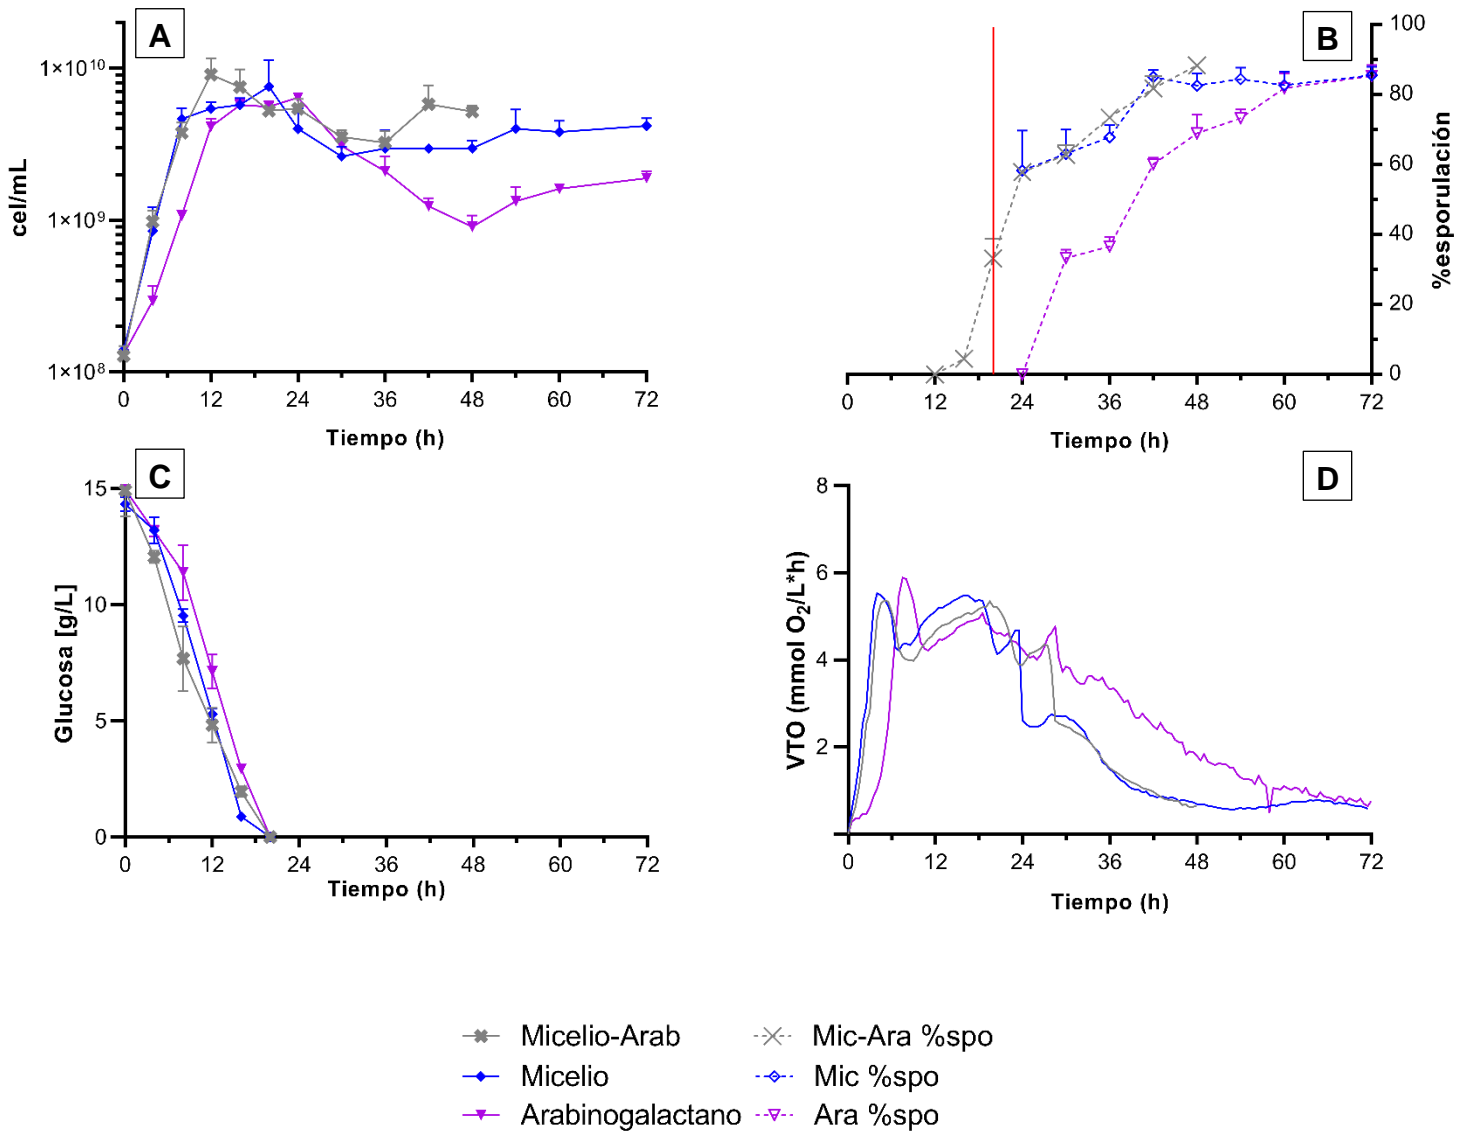 A
1×10¹⁰
1×10⁹
1×10⁸
cel/mL
0 12 24 36 48 60 72
Tiempo (h)
B
100
80
60
40
20
0
%esporulación
0 12 24 36 48 60 72
Tiempo (h)
C
15
10
5
0
Glucosa [g/L]
0 12 24 36 48 60 72
Tiempo (h)
D
8
6
4
2
VTO (mmol O₂/L*h)
0 12 24 36 48 60 72
Tiempo (h)
Micelio-Arab Mic-Ara %spo
Micelio Mic %spo
Arabinogalactano Ara %spo